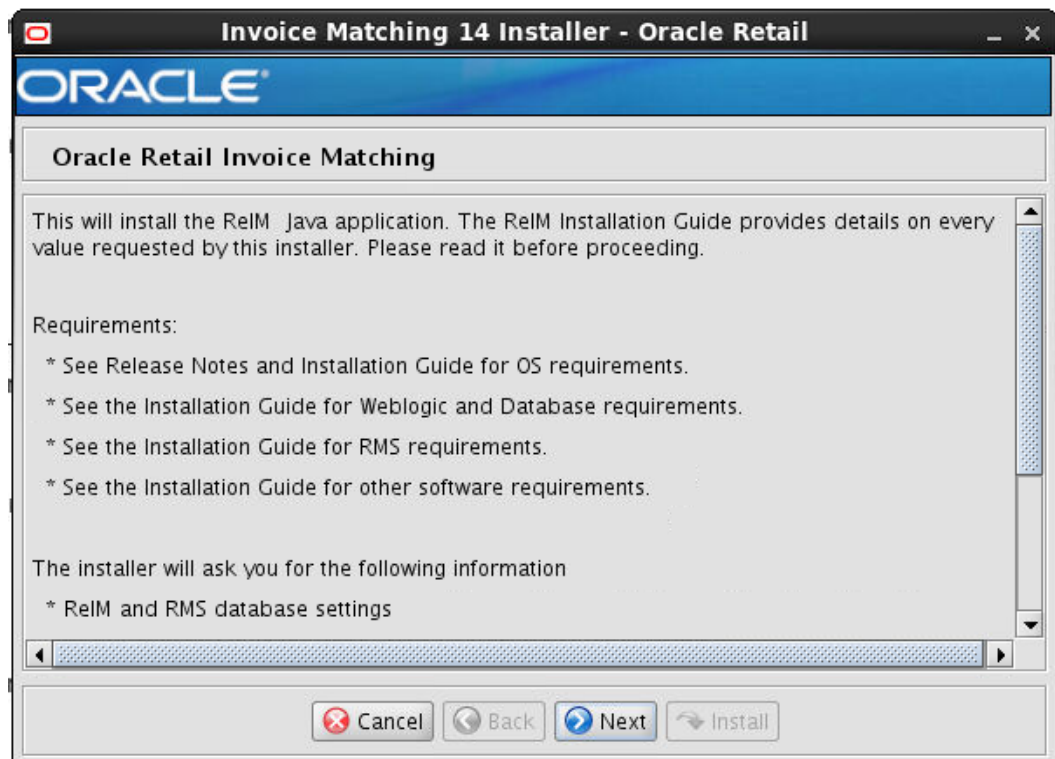 Invoice Matching 14 Installer - Oracle Retail
ORACLE
Oracle Retail Invoice Matching
This will install the ReIM Java application. The ReIM Installation Guide provides details on every
value requested by this installer. Please read it before proceeding.
Requirements:
* See Release Notes and Installation Guide for OS requirements.
* See the Installation Guide for Weblogic and Database requirements.
* See the Installation Guide for RMS requirements.
* See the Installation Guide for other software requirements.
The installer will ask you for the following information
* ReIM and RMS database settings
Cancel Back Next Install